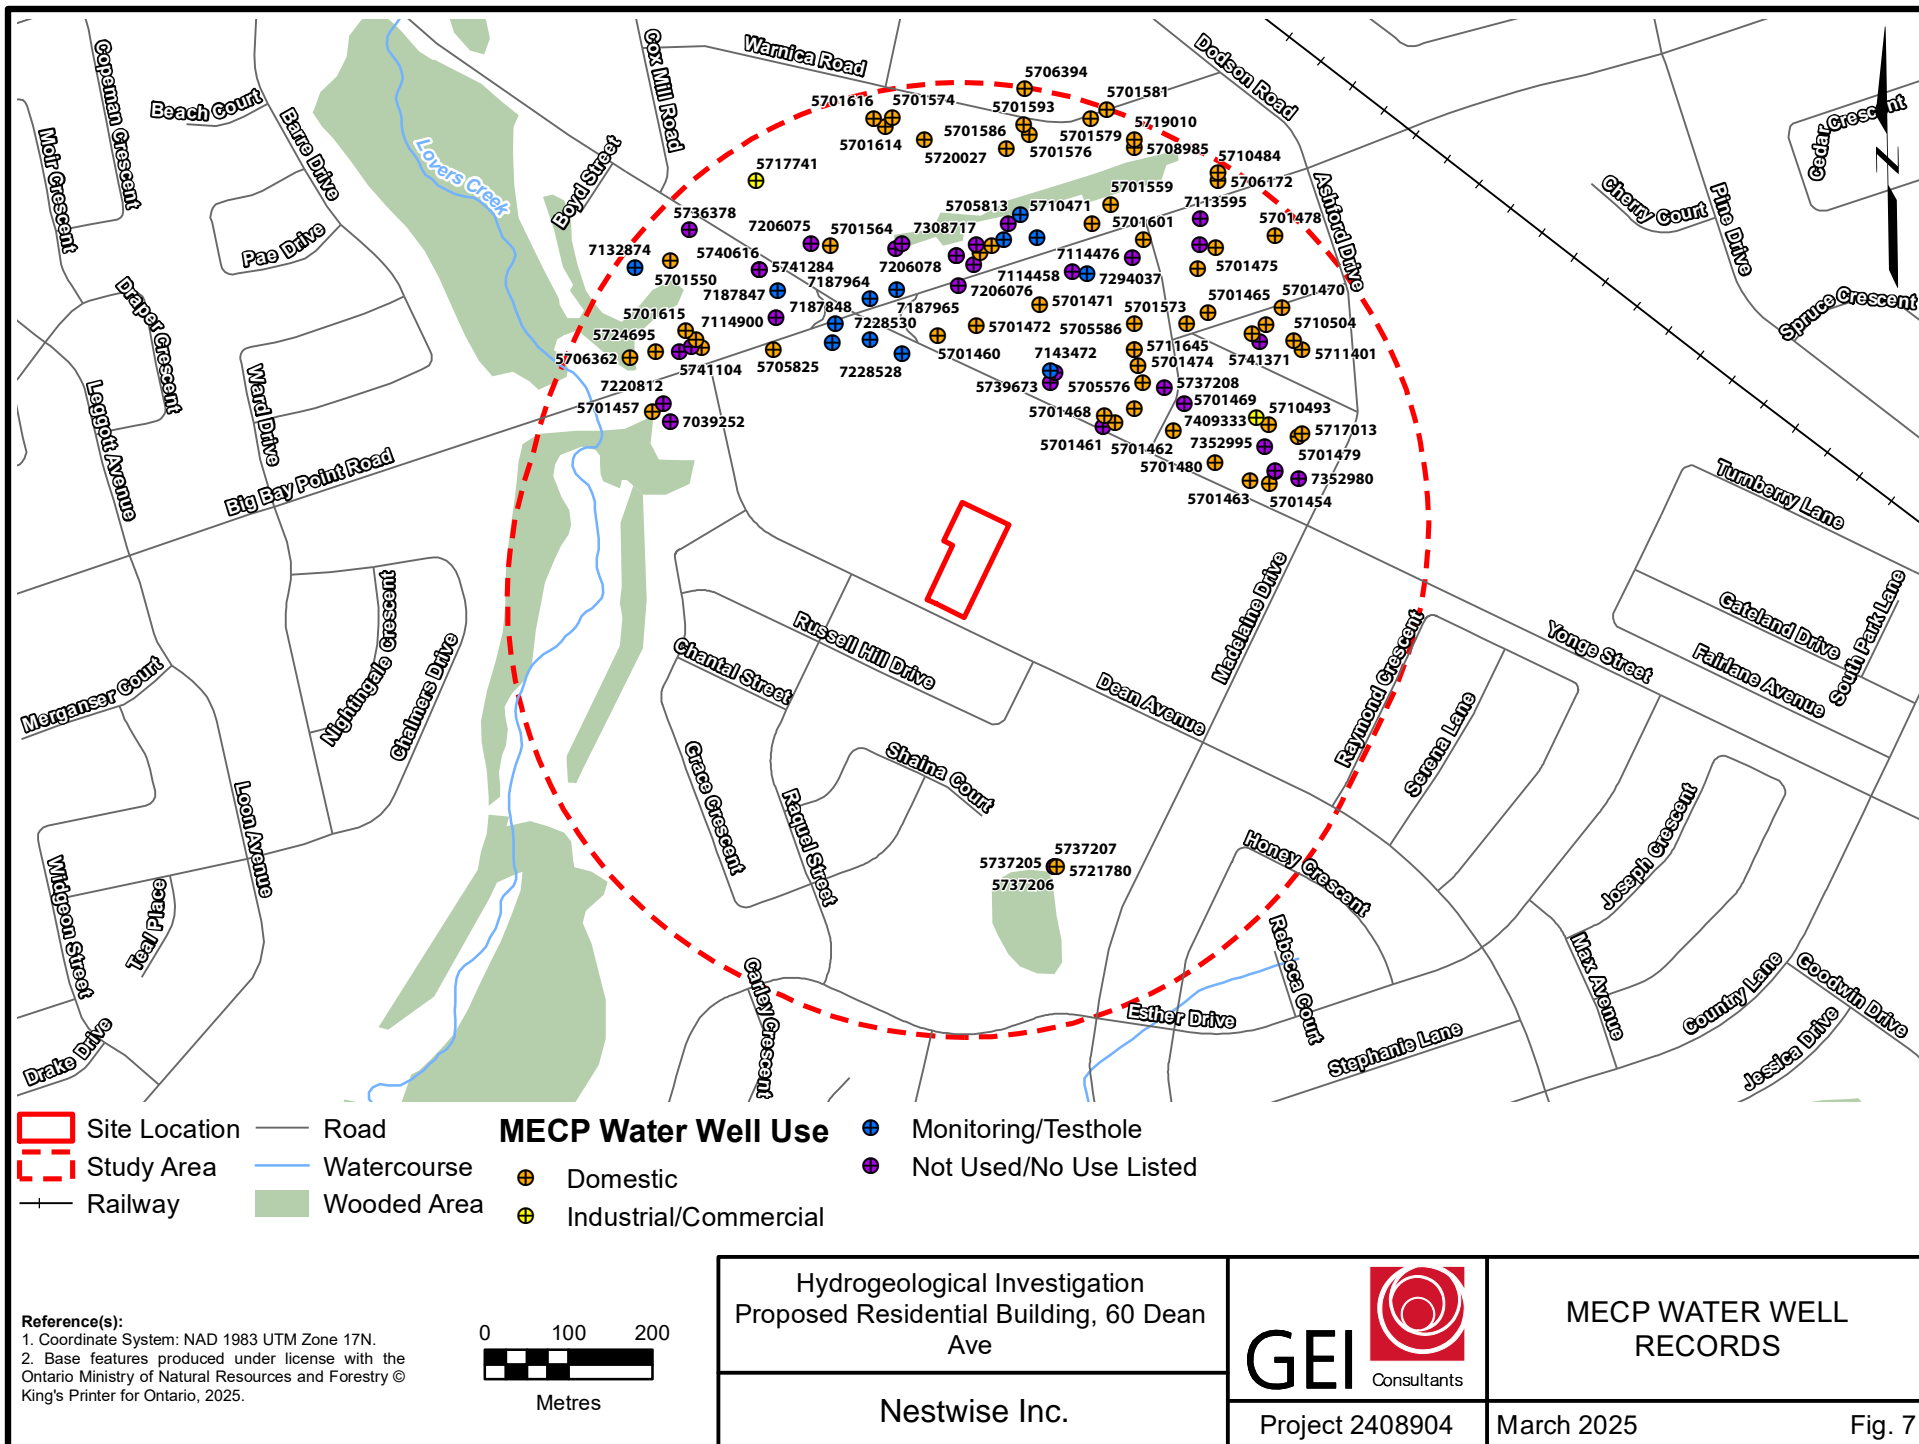 Copeman Crescent
Beach Court
Barre Drive
Moir Crescent
Pae Drive
Draper Crescent
Leggott Avenue
Ward Drive
Big Bay Point Road
Lovers Creek
Boyd Street
Cox Mill Road
Warnica Road
Dodson Road
Ashford Drive
Cedar Crescent
Cherry Court
Pine Drive
Spruce Crescent
N
5706394
5701616
5701574
5701593
5701581
5719010
5701614
5701586
5701579
5720027
5701576
5708985
5710484
5706172
5717741
5701559
5705813
5710471
7113595
5701478
5736378
7206075
5701564
7308717
5701601
7132874
5740616
5741284
7206078
7114476
5701475
5701550
7187964
7114458
7294037
7187847
7206076
7187848
7187965
5701471
5701465
5701470
5701615
7114900
7228530
5701573
5724695
5701472
5705586
5710504
5706362
5701460
5711645
5741104
5705825
7228528
7143472
5701474
5741371
5711401
7220812
5739673
5705576
5737208
5701457
5701469
5710493
7039252
5701468
7409333
5717013
5701461
5701462
7352995
5701479
5701480
7352980
5701463
5701454
Turnberry Lane
Gateland Drive
South Park Lane
Yonge Street
Fairlane Avenue
Madelaine Drive
Raymond Crescent
Serena Lane
Nightingale Crescent
Chalmers Drive
Merganser Court
Chantal Street
Russell Hill Drive
Dean Avenue
Grace Crescent
Raquel Street
Shaina Court
Loon Avenue
Widgeon Street
Teal Place
Drake Drive
5737207
5737205
5721780
5737206
Honey Crescent
Joseph Crescent
Rebecca Court
Max Avenue
Country Lane
Goodwin Drive
Jessica Drive
Carley Crescent
Esther Drive
Stephanie Lane
Site Location
Study Area
Railway
Road
Watercourse
Wooded Area
MECP Water Well Use
Domestic
Industrial/Commercial
Monitoring/Testhole
Not Used/No Use Listed
Reference(s):
1. Coordinate System: NAD 1983 UTM Zone 17N.
2. Base features produced under license with the
Ontario Ministry of Natural Resources and Forestry ©
King's Printer for Ontario, 2025.
0 100 200
Metres
Hydrogeological Investigation
Proposed Residential Building, 60 Dean
Ave
Nestwise Inc.
GEI
Consultants
Project 2408904
MECP WATER WELL
RECORDS
March 2025
Fig. 7